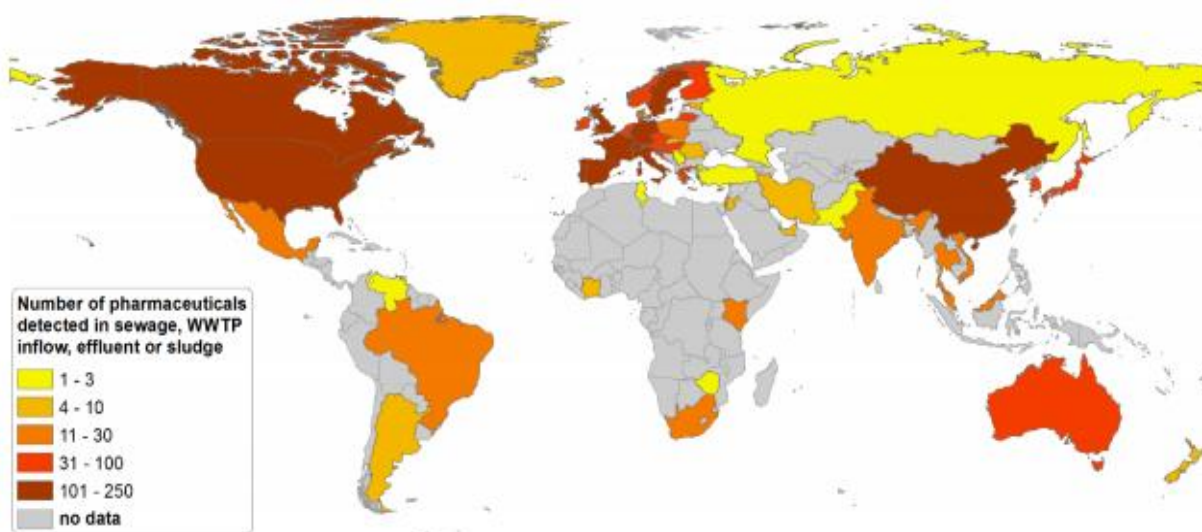 Number of pharmaceuticals
detected in sewage, WWTP
inflow, effluent or sludge
1 - 3
4 - 10
11 - 30
31 - 100
101 - 250
no data